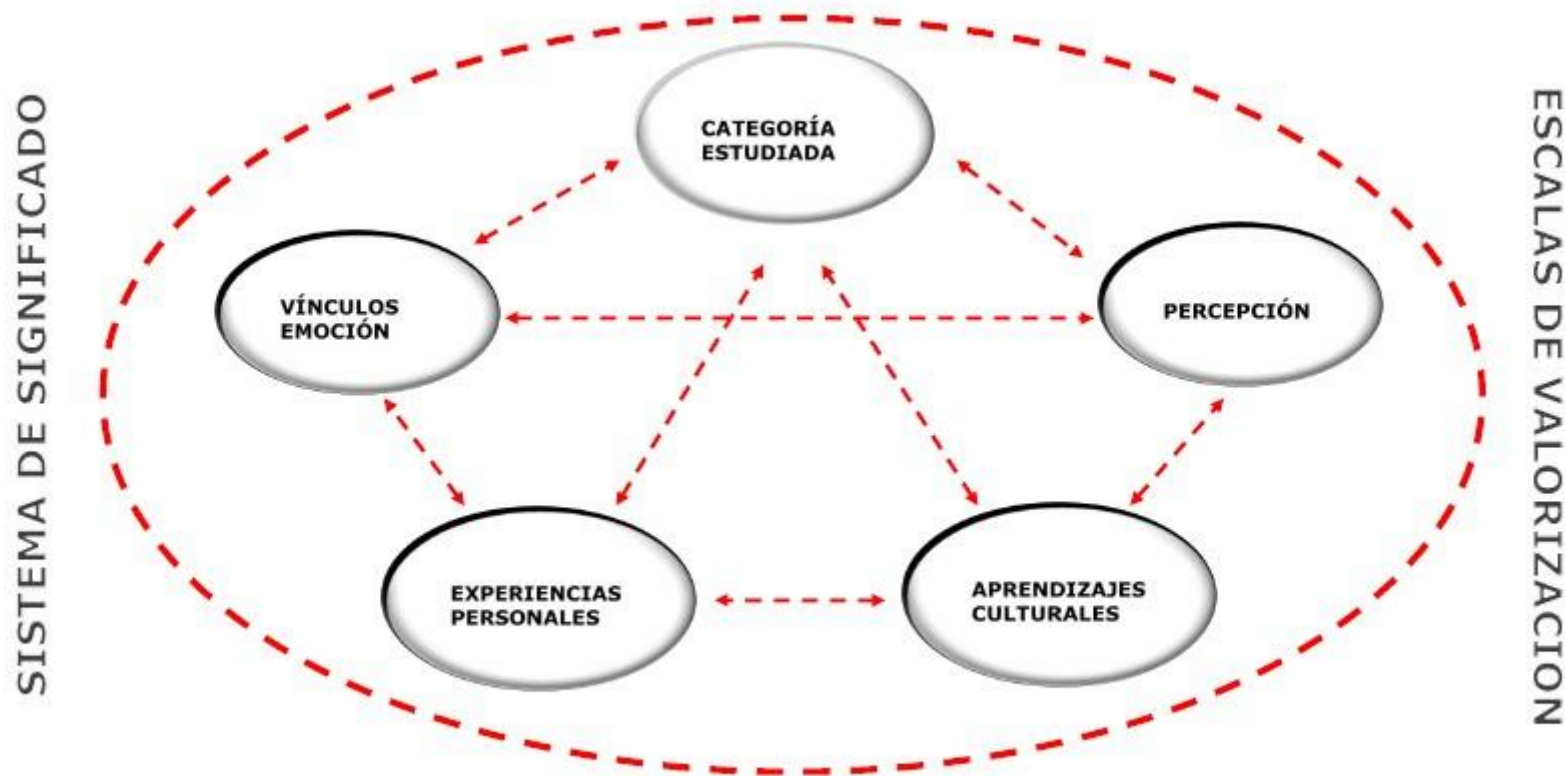 SISTEMA DE SIGNIFICADO
CATEGORÍA
ESTUDIADA
VÍNCULOS
EMOCIÓN
PERCEPCIÓN
EXPERIENCIAS
PERSONALES
APRENDIZAJES
CULTURALES
ESCALAS DE VALORIZACION